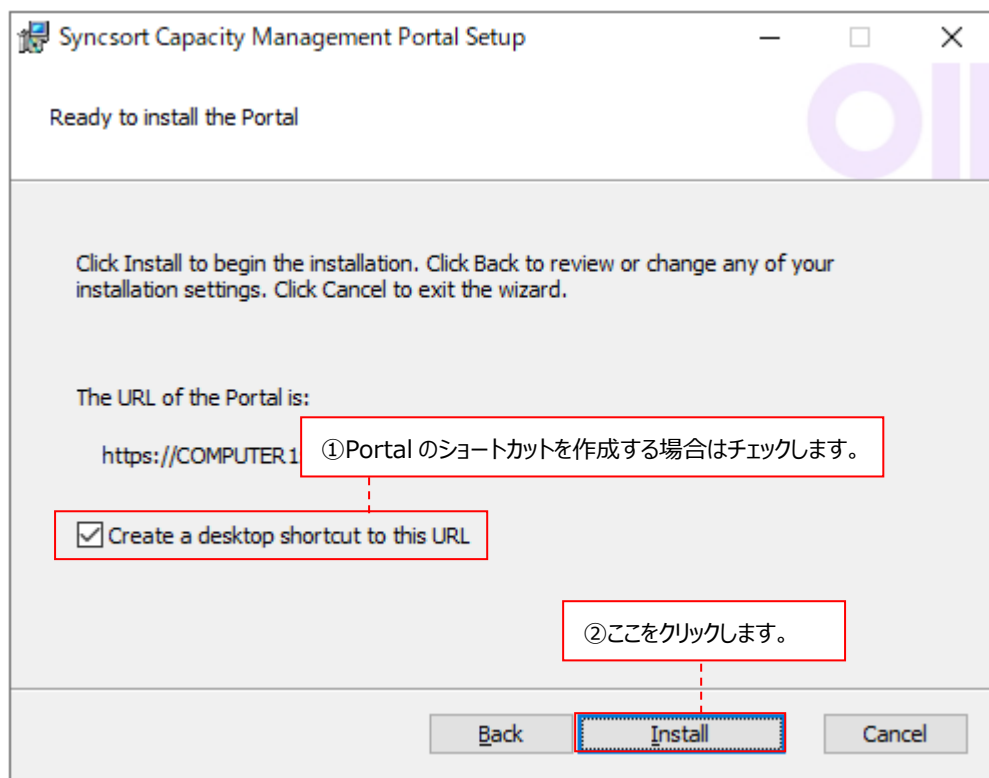 Syncsort Capacity Management Portal Setup
Ready to install the Portal
Click Install to begin the installation. Click Back to review or change any of your
installation settings. Click Cancel to exit the wizard.
The URL of the Portal is:
https://COMPUTER1
①Portal のショートカットを作成する場合はチェックします。
Create a desktop shortcut to this URL
②ここをクリックします。
Back
Install
Cancel